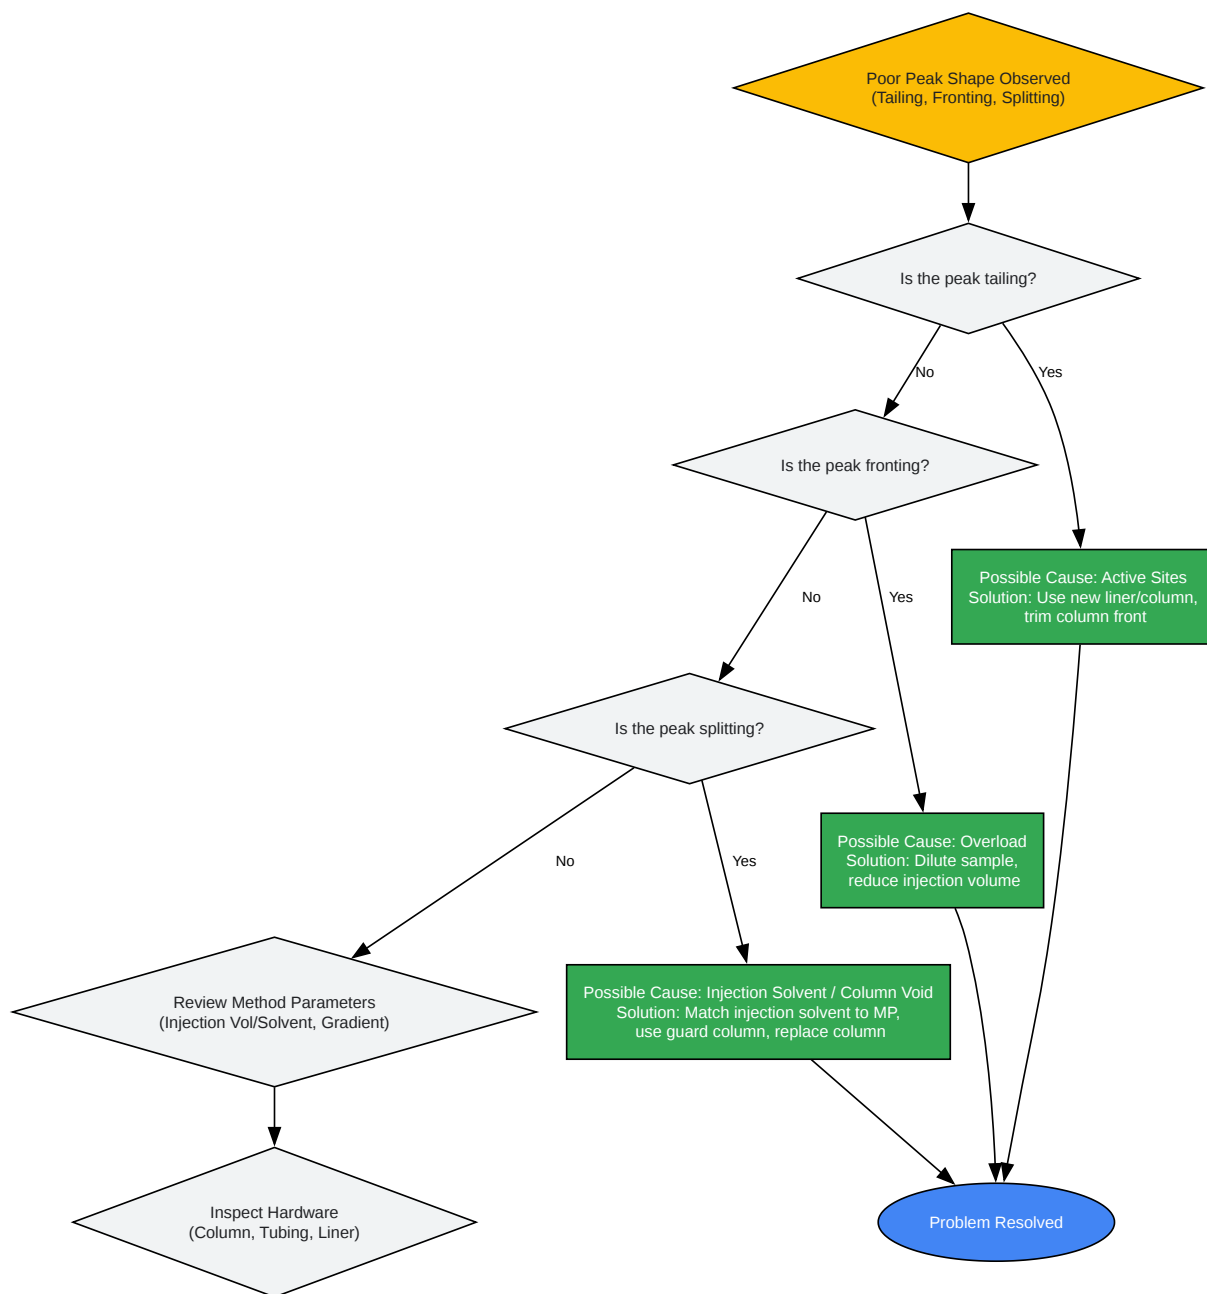 Poor Peak Shape Observed
(Tailing, Fronting, Splitting)
Is the peak tailing?
No
Yes
Is the peak fronting?
Possible Cause: Active Sites
Solution: Use new liner/column,
trim column front
No
Yes
Is the peak splitting?
Possible Cause: Overload
Solution: Dilute sample,
reduce injection volume
No
Yes
Possible Cause: Injection Solvent / Column Void
Solution: Match injection solvent to MP,
use guard column, replace column
Review Method Parameters
(Injection Vol/Solvent, Gradient)
Inspect Hardware
(Column, Tubing, Liner)
Problem Resolved